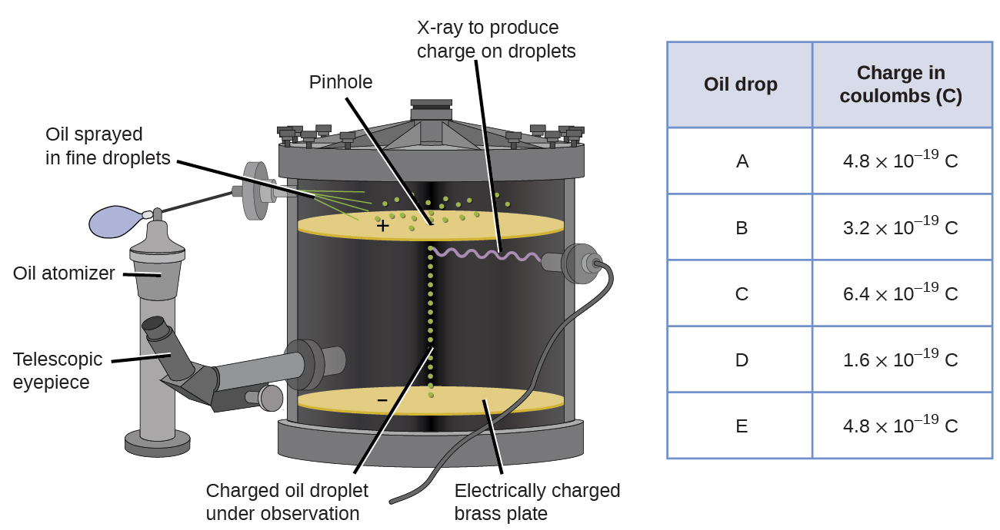 X-ray to produce
charge on droplets
Pinhole
Oil sprayed
in fine droplets
Oil atomizer
Telescopic
eyepiece
+
−
Charged oil droplet
under observation
Electrically charged
brass plate
Oil drop
Charge in
coulombs (C)
A 4.8 × 10⁻¹⁹ C
B 3.2 × 10⁻¹⁹ C
C 6.4 × 10⁻¹⁹ C
D 1.6 × 10⁻¹⁹ C
E 4.8 × 10⁻¹⁹ C